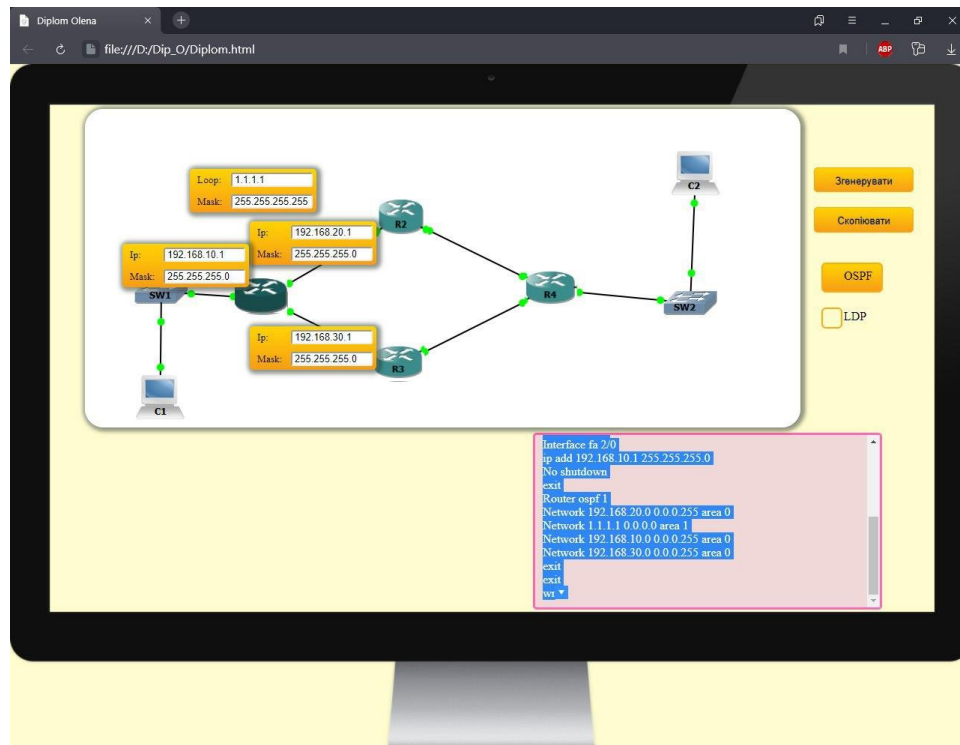 Diplom Olena
file:///D:/Dip_O/Diplom.html
ABP
Loop: 1.1.1.1
Mask: 255.255.255.255
Ip: 192.168.20.1
Mask: 255.255.255.0
Ip: 192.168.10.1
Mask: 255.255.255.0
Ip: 192.168.30.1
Mask: 255.255.255.0
SW1
C1
R2
R3
R4
C2
SW2
Згенерувати
Скопіювати
OSPF
LDP
Interface fa 2/0
ip add 192.168.10.1 255.255.255.0
No shutdown
exit
Router ospf 1
Network 192.168.20.0 0.0.0.255 area 0
Network 1.1.1.1 0.0.0.0 area 1
Network 192.168.10.0 0.0.0.255 area 0
Network 192.168.30.0 0.0.0.255 area 0
exit
exit
wr